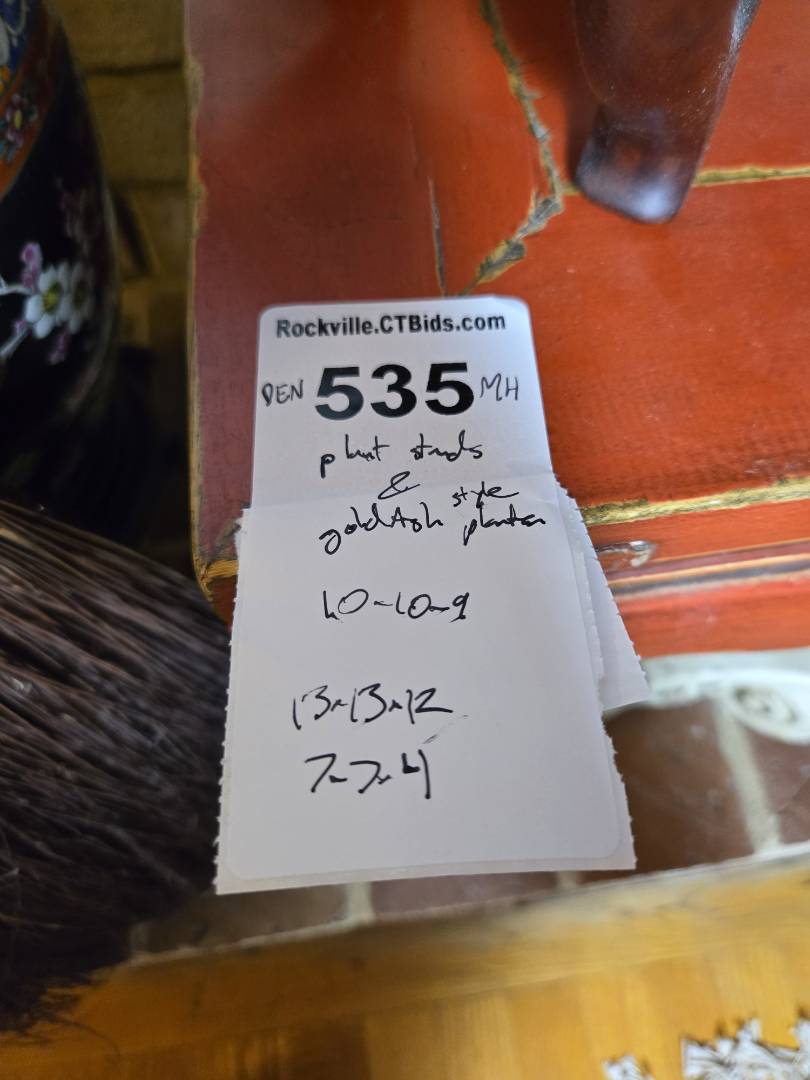 Rockville.CTBids.com
DEN 535 MH
plant stands
&
goldfish style planter
10x10x9
13x13x12
7x7x4